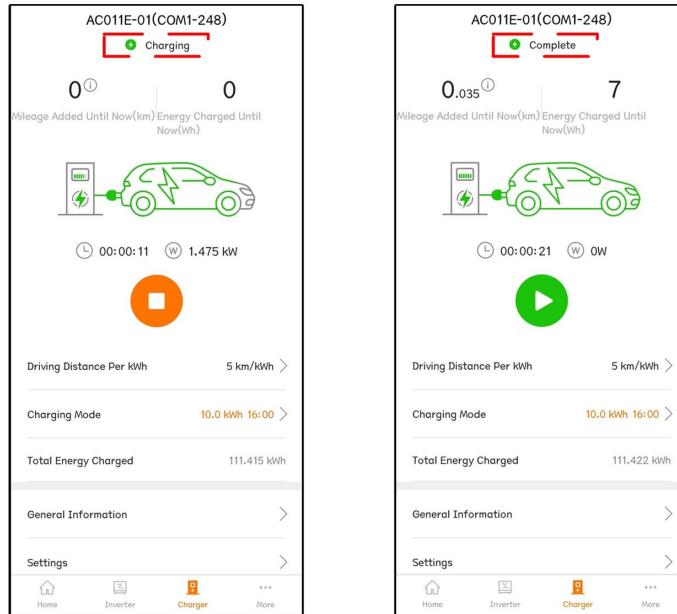 AC011E-01(COM1-248)
Charging
0
0
Mileage Added Until Now(km)
Energy Charged Until
Now(Wh)
00:00:11
W
1.475 kW
Driving Distance Per kWh
5 km/kWh
Charging Mode
10.0 kWh 16:00
Total Energy Charged
111.415 kWh
General Information
Settings
Home
Inverter
Charger
More
AC011E-01(COM1-248)
Complete
0.035
7
Mileage Added Until Now(km)
Energy Charged Until
Now(Wh)
00:00:21
W
0W
Driving Distance Per kWh
5 km/kWh
Charging Mode
10.0 kWh 16:00
Total Energy Charged
111.422 kWh
General Information
Settings
Home
Inverter
Charger
More